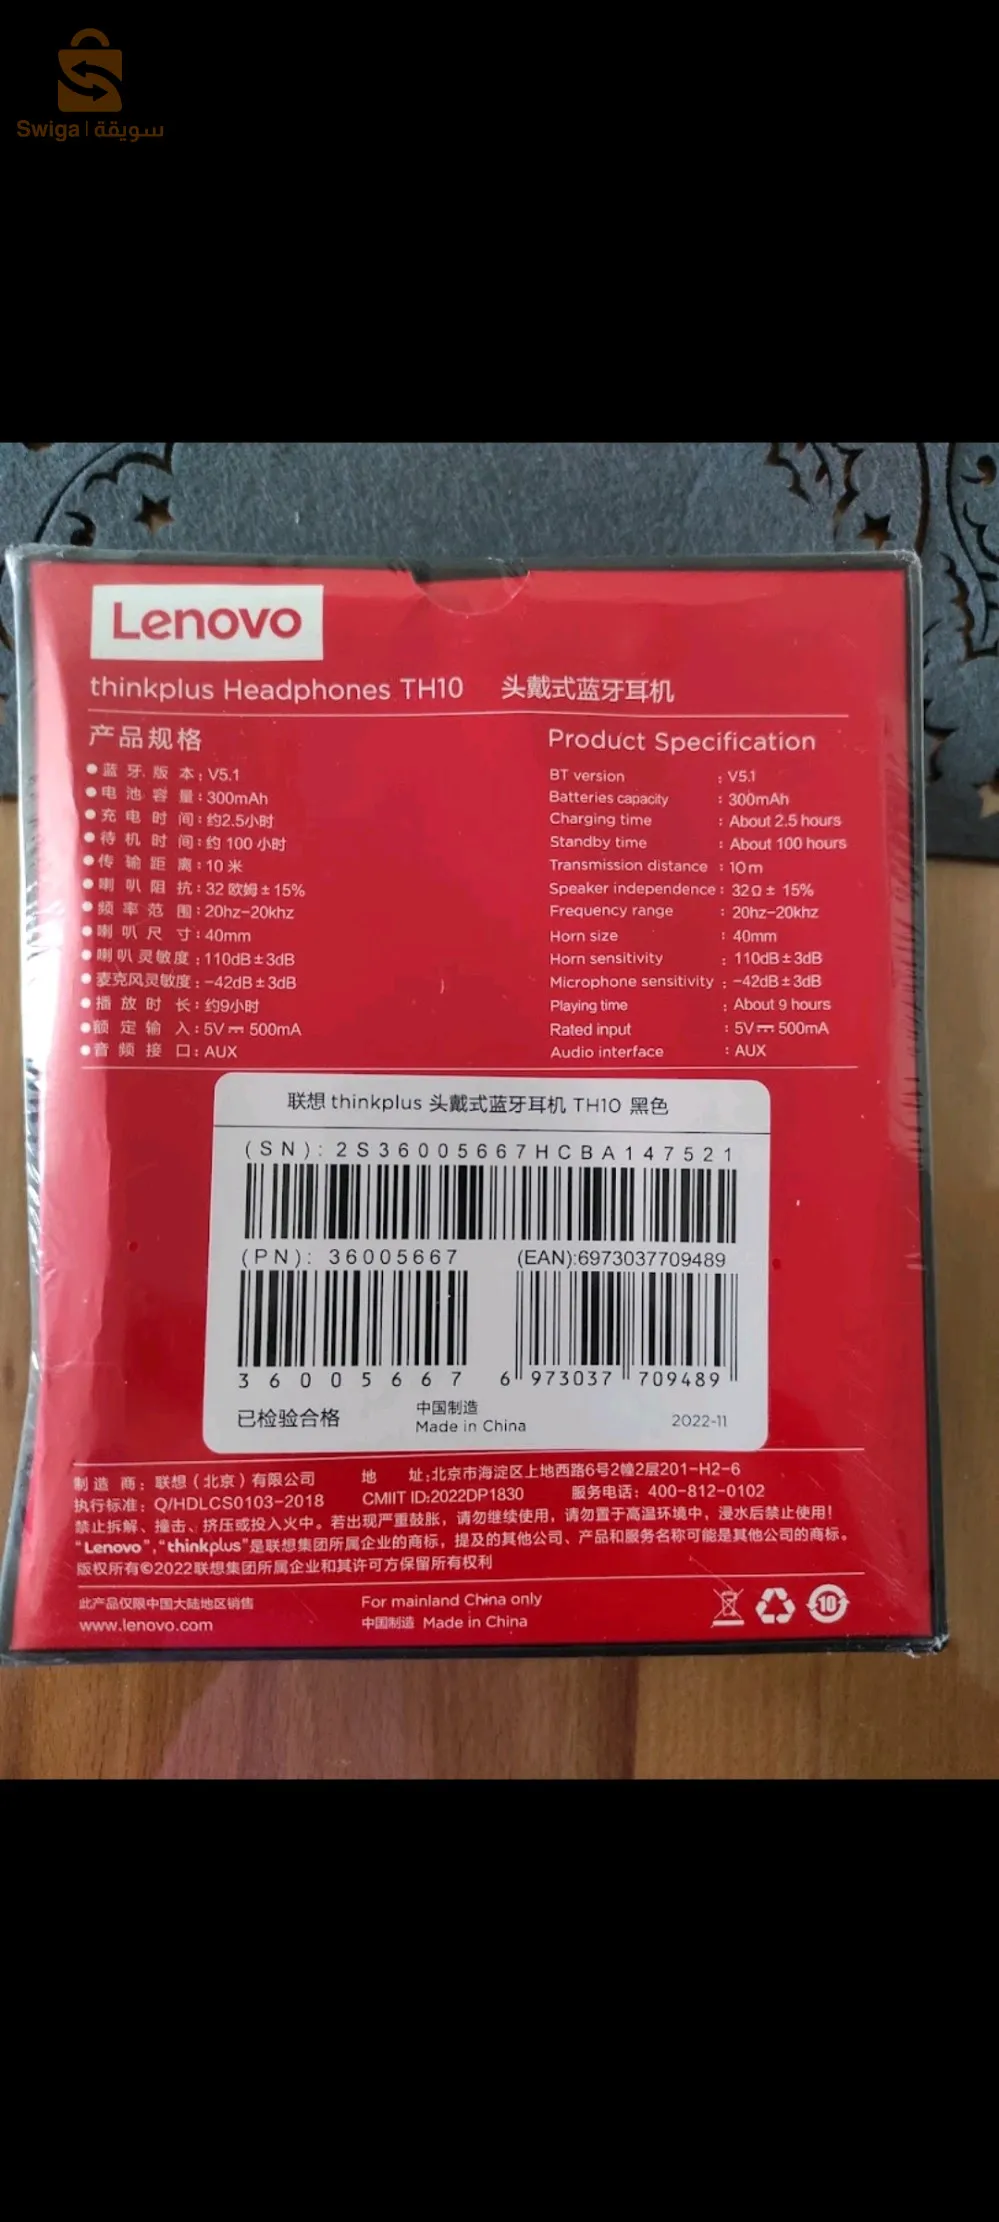 Swiga | سويقة
Lenovo
thinkplus Headphones TH10 头戴式蓝牙耳机
产品规格
蓝牙版本：V5.1
电池容量：300mAh
充电时间：约2.5小时
待机时间：约 100 小时
传输距离：10 米
喇叭阻抗：32 欧姆±15%
频率范围：20hz-20khz
喇叭尺寸：40mm
喇叭灵敏度：110dB±3dB
麦克风灵敏度：-42dB±3dB
播放时长：约9小时
额定输入：5V⎓500mA
音频接口：AUX
Product Specification
BT version : V5.1
Batteries capacity : 300mAh
Charging time : About 2.5 hours
Standby time : About 100 hours
Transmission distance : 10m
Speaker independence : 32Ω± 15%
Frequency range : 20hz-20khz
Horn size : 40mm
Horn sensitivity : 110dB±3dB
Microphone sensitivity : -42dB±3dB
Playing time : About 9 hours
Rated input : 5V⎓500mA
Audio interface : AUX
联想 thinkplus 头戴式蓝牙耳机 TH10 黑色
(SN): 2S36005667HCBA147521
(PN): 36005667 (EAN):6973037709489
36005667 6 973037 709489
已检验合格 中国制造 Made in China 2022-11
制造商：联想（北京）有限公司 地址：北京市海淀区上地西路6号2幢2层201-H2-6
执行标准：Q/HDLCS0103-2018 CMIIT ID:2022DP1830 服务电话：400-812-0102
禁止拆解、撞击、挤压或投入火中。若出现严重鼓胀，请勿继续使用，请勿置于高温环境中，浸水后禁止使用！
“Lenovo”,“thinkplus”是联想集团所属企业的商标，提及的其他公司、产品和服务名称可能是其他公司的商标。
版权所有©2022联想集团所属企业和其许可方保留所有权利
此产品仅限中国大陆地区销售 For mainland China only
www.lenovo.com 中国制造 Made in China
10